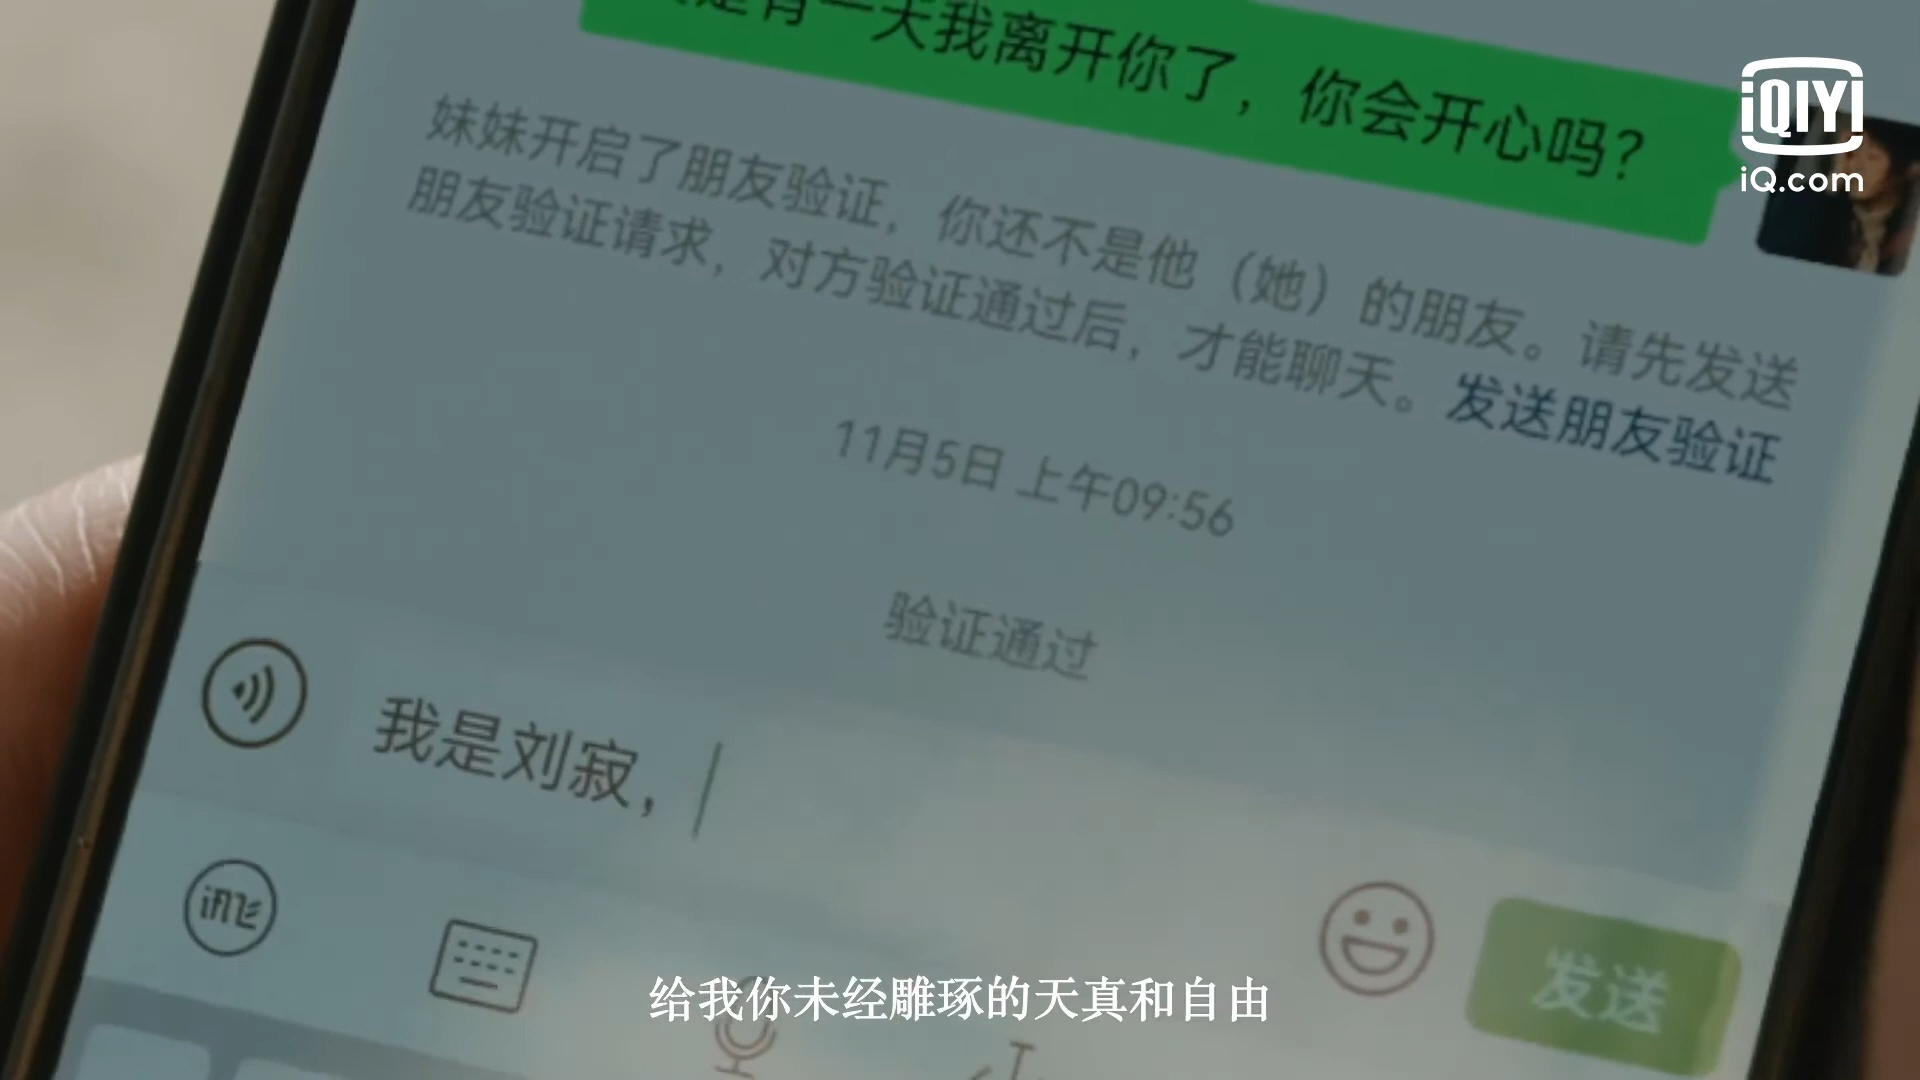 是有一天我离开你了，你会开心吗？
妹妹开启了朋友验证，你还不是他（她）的朋友。请先发送
朋友验证请求，对方验证通过后，才能聊天。发送朋友验证
11月5日 上午09:56
验证通过
我是刘寂，
讯飞
发送
给我你未经雕琢的天真和自由
iQIYI
iQ.com